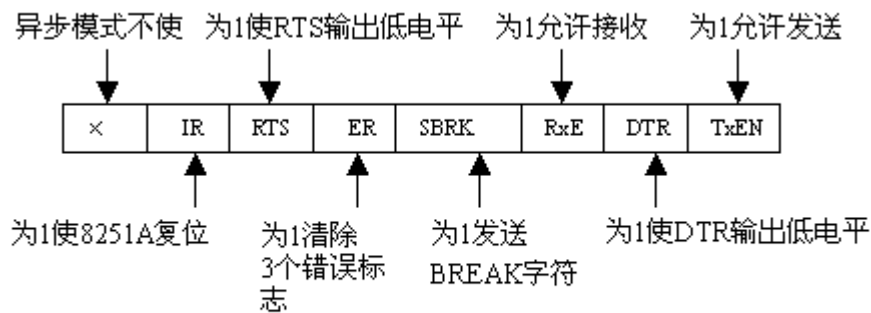 异步模式不使 为1使RTS输出低电平 为1允许接收 为1允许发送
× IR RTS ER SBRK RxE DTR TxEN
为1使8251A复位 为1清除 为1发送 为1使DTR输出低电平
3个错误标 BREAK字符
志